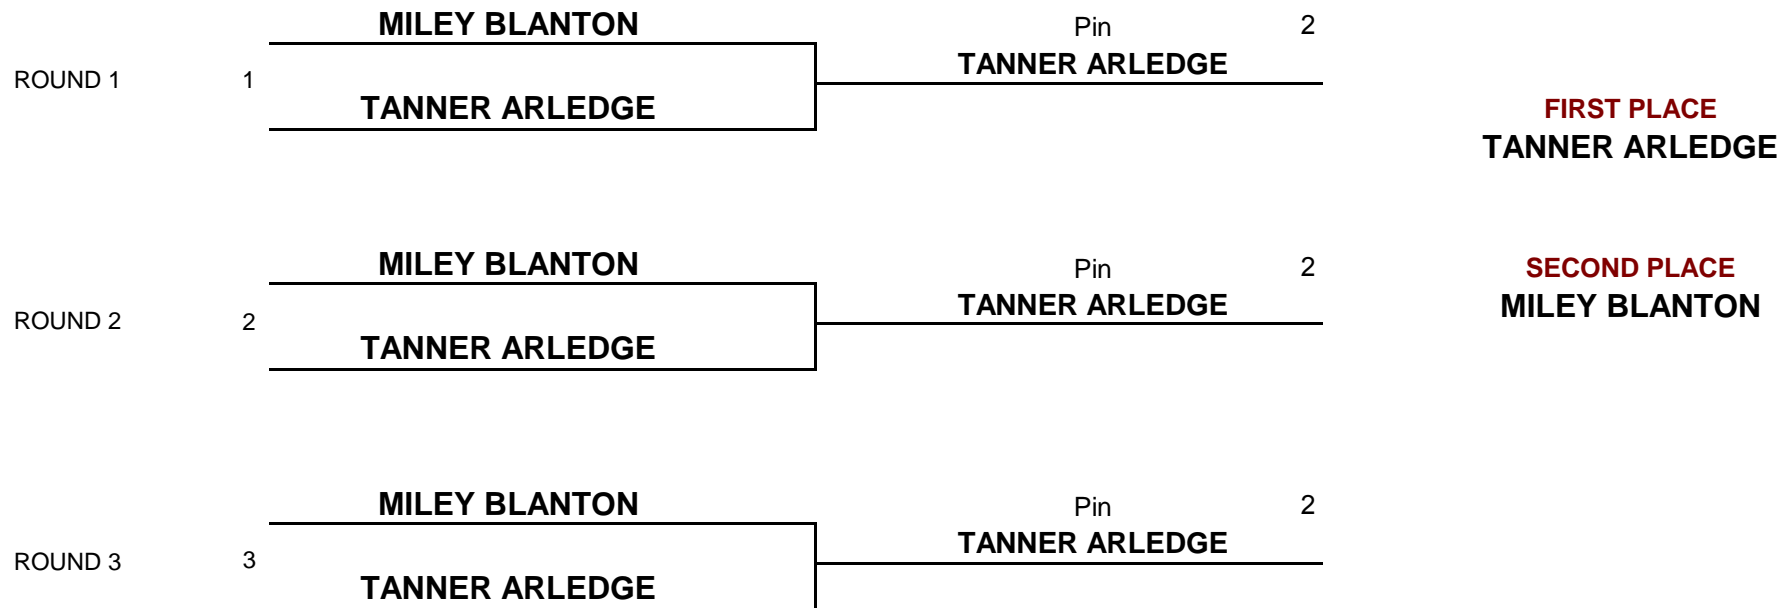 MILEY BLANTON
Pin 2
TANNER ARLEDGE
ROUND 1 1
TANNER ARLEDGE
FIRST PLACE
TANNER ARLEDGE
MILEY BLANTON
Pin 2
SECOND PLACE
TANNER ARLEDGE
MILEY BLANTON
ROUND 2 2
TANNER ARLEDGE
MILEY BLANTON
Pin 2
TANNER ARLEDGE
ROUND 3 3
TANNER ARLEDGE